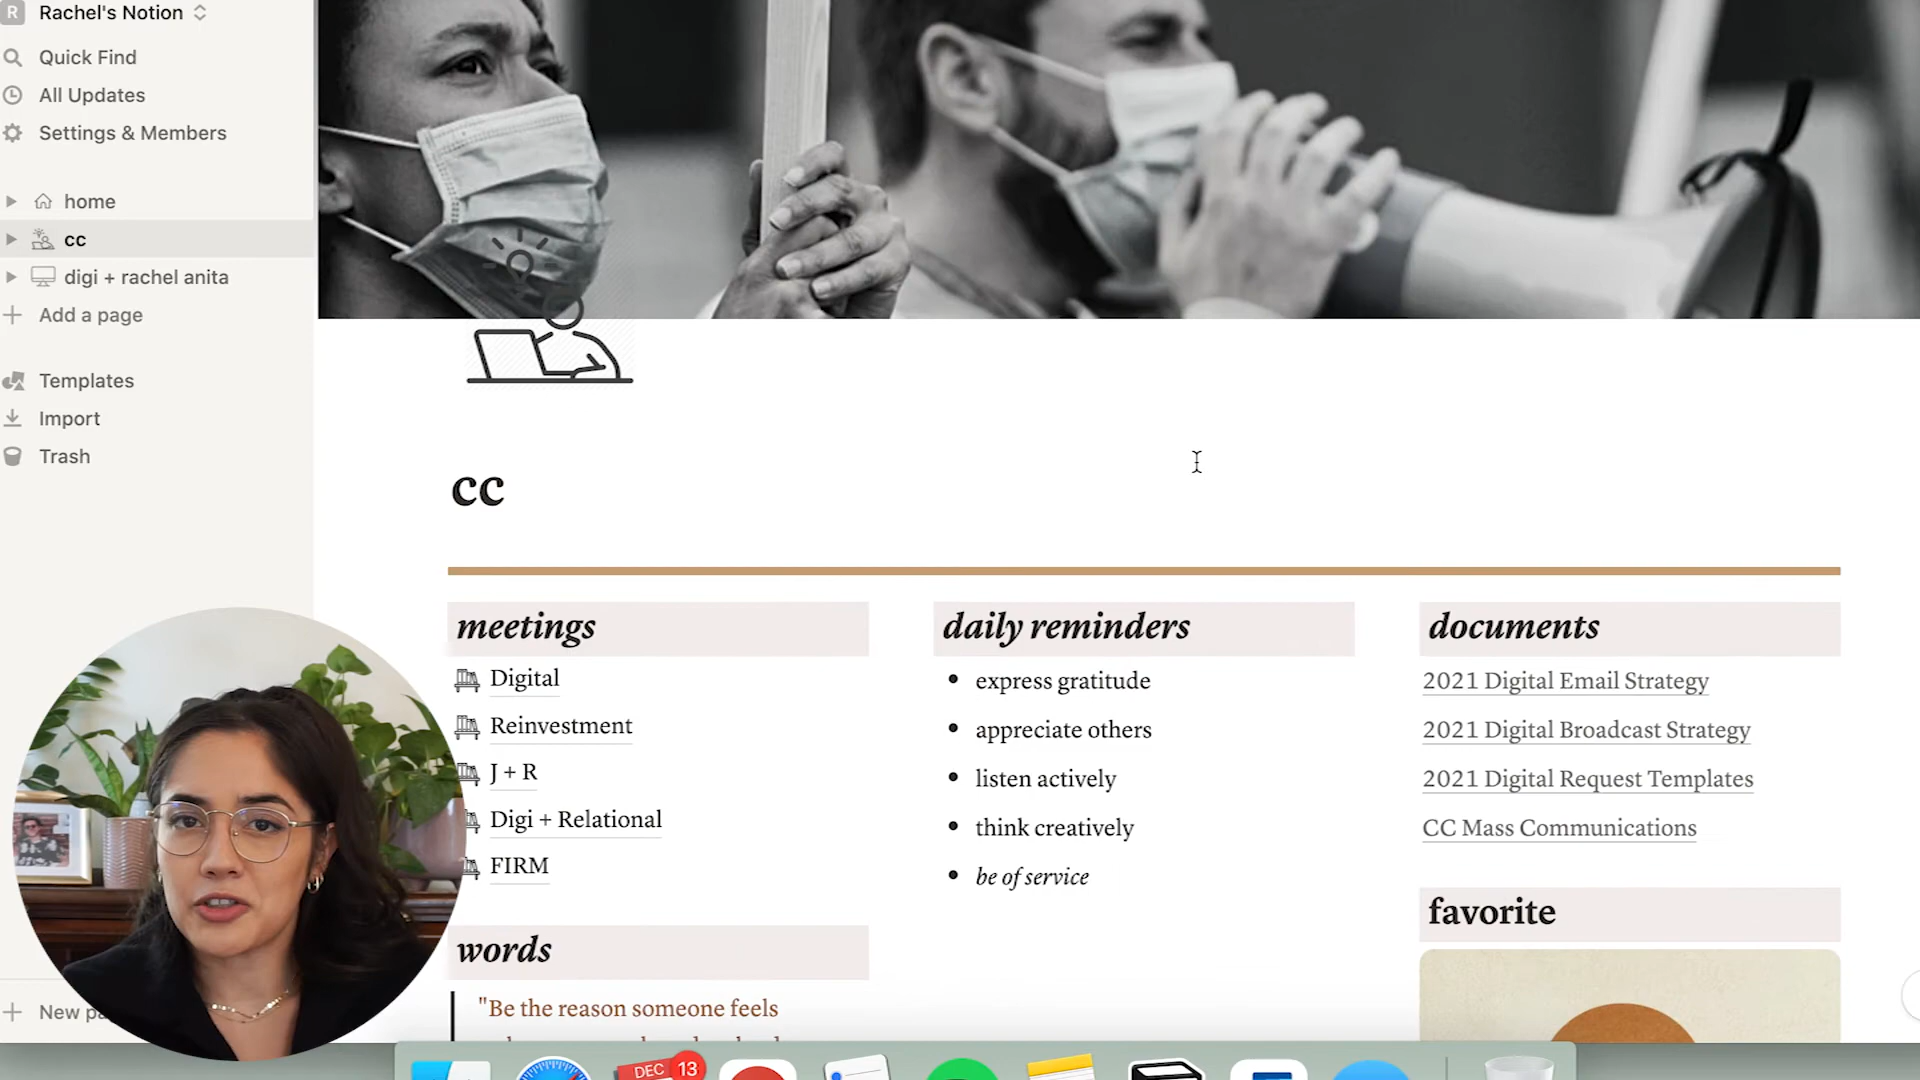 R Rachel's Notion
Quick Find
All Updates
Settings & Members
home
cc
digi + rachel anita
Add a page
Templates
Import
Trash
New
cc
meetings
Digital
Reinvestment
J + R
Digi + Relational
FIRM
words
"Be the reason someone feels
daily reminders
express gratitude
appreciate others
listen actively
think creatively
be of service
documents
2021 Digital Email Strategy
2021 Digital Broadcast Strategy
2021 Digital Request Templates
CC Mass Communications
favorite
DEC 13